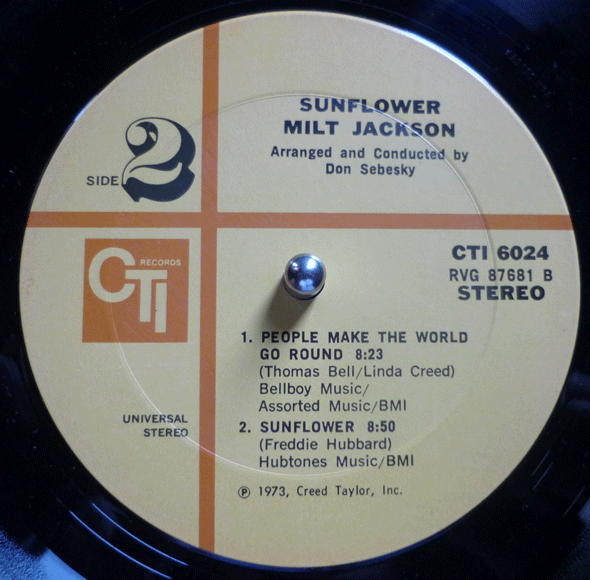 SUNFLOWER
MILT JACKSON
Arranged and Conducted by
Don Sebesky
SIDE 2
CTI RECORDS
CTI 6024
RVG 87681 B
STEREO
1. PEOPLE MAKE THE WORLD
GO ROUND 8:23
(Thomas Bell/Linda Creed)
Bellboy Music/
Assorted Music/BMI
UNIVERSAL
STEREO
2. SUNFLOWER 8:50
(Freddie Hubbard)
Hubtones Music/BMI
℗ 1973, Creed Taylor, Inc.